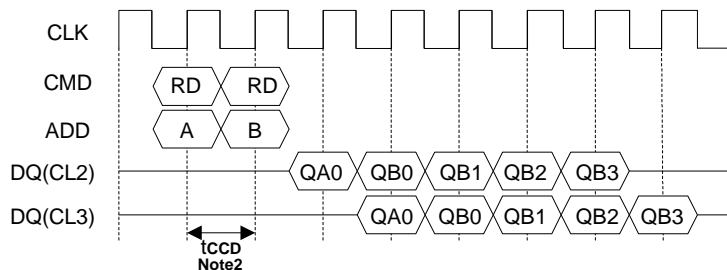 CLK
CMD RD RD
ADD A B
DQ(CL2) QA0 QB0 QB1 QB2 QB3
DQ(CL3) QA0 QB0 QB1 QB2 QB3
tCCD
Note2